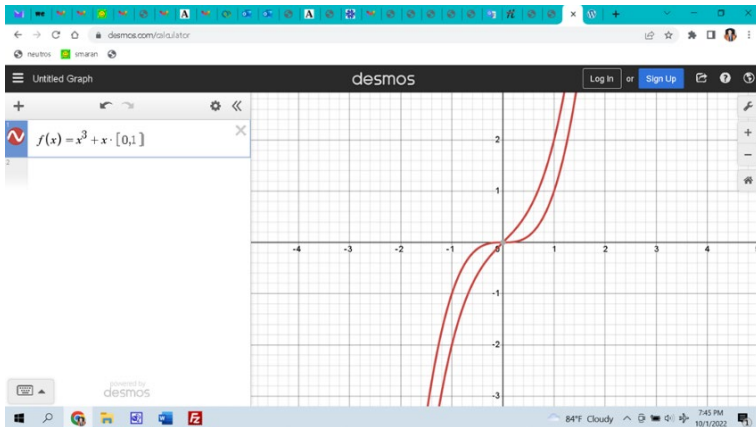 desmos.com/calculator
neutros
smaran
Untitled Graph
desmos
Log In
or
Sign Up
1
f(x) = x³ + x · [0,1]
2
2
1
-4
-3
-2
-1
0
1
2
3
4
-1
-2
-3
powered by
desmos
84°F Cloudy
7:45 PM
10/1/2022